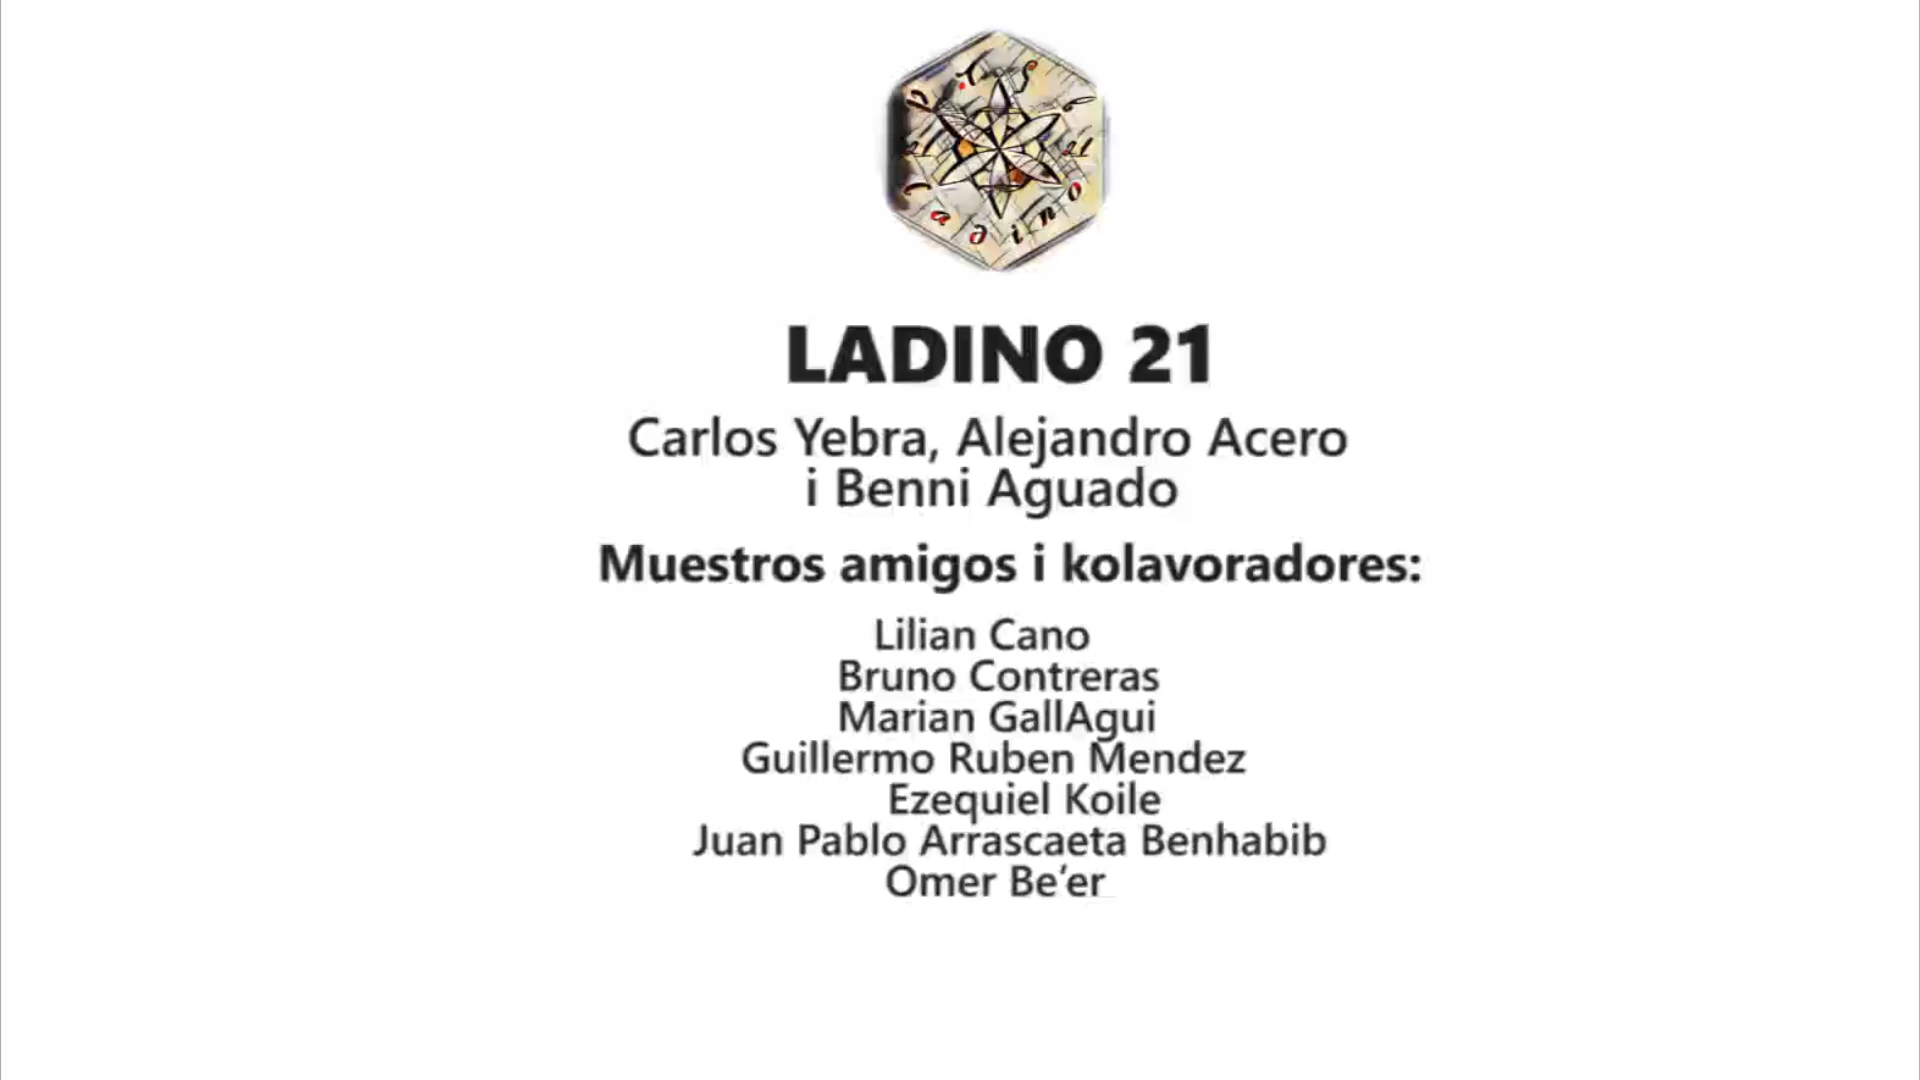 LADINO 21
Carlos Yebra, Alejandro Acero
i Benni Aguado
Muestros amigos i kolavoradores:
Lilian Cano
Bruno Contreras
Marian GallAgui
Guillermo Ruben Mendez
Ezequiel Koile
Juan Pablo Arrascaeta Benhabib
Omer Be’er